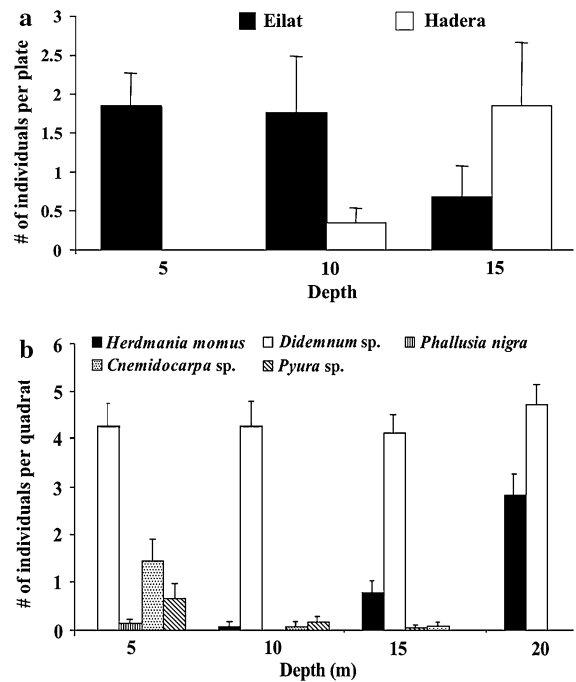 a
Eilat Hadera
# of individuals per plate
3
2.5
2
1.5
1
0.5
0
5 10 15
Depth
b
Herdmania momus Didemnum sp. Phallusia nigra
Cnemidocarpa sp. Pyura sp.
# of individuals per quadrat
6
5
4
3
2
1
0
5 10 15 20
Depth (m)